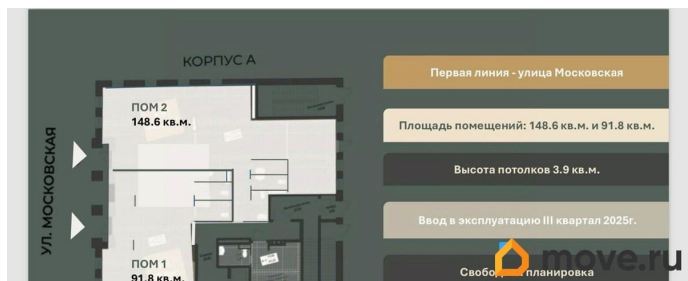 КОРПУС А
УЛ. МОСКОВСКАЯ
ПОМ 2
148.6 кв.м.
ПОМ 1
91.8 кв.м.
Первая линия - улица Московская
Площадь помещений: 148.6 кв.м. и 91.8 кв.м.
Высота потолков 3.9 кв.м.
Ввод в эксплуатацию III квартал 2025г.
планировка
move.ru